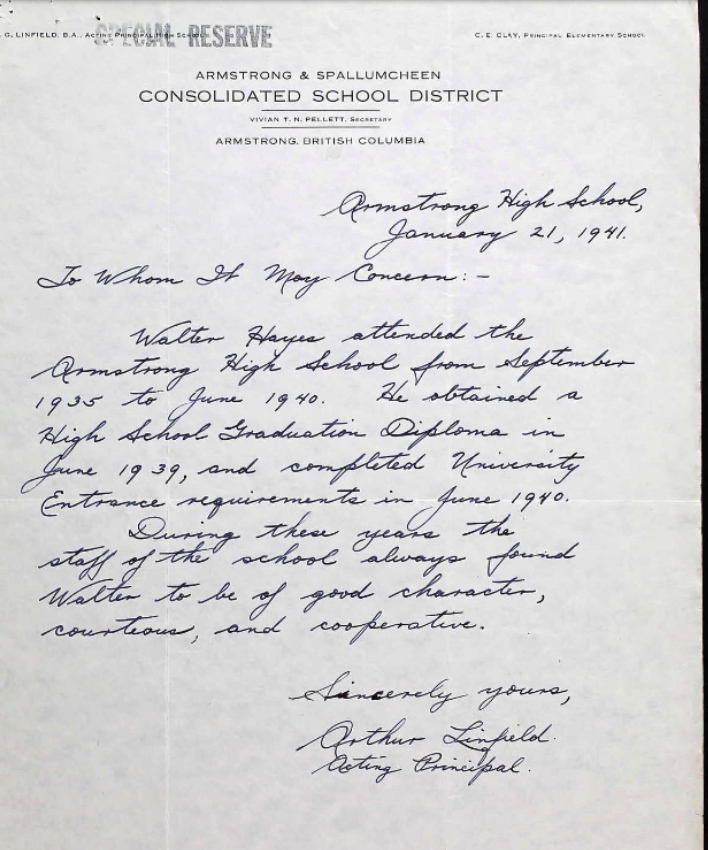 SPECIAL RESERVE
G. LINFIELD, B.A., ACTING PRINCIPAL HIGH SCHOOL
C. E. CLAY, PRINCIPAL ELEMENTARY SCHOOL
ARMSTRONG & SPALLUMCHEEN
CONSOLIDATED SCHOOL DISTRICT
VIVIAN T. N. PELLETT, SECRETARY
ARMSTRONG, BRITISH COLUMBIA
Armstrong High School,
January 21, 1941.
To Whom It May Concern:-
Walter Hayes attended the
Armstrong High School from September
1935 to June 1940. He obtained a
High School Graduation Diploma in
June 1939, and completed University
Entrance requirements in June 1940.
During these years the
staff of the school always found
Walter to be of good character,
courteous, and cooperative.
Sincerely yours,
Arthur Linfield.
Acting Principal.